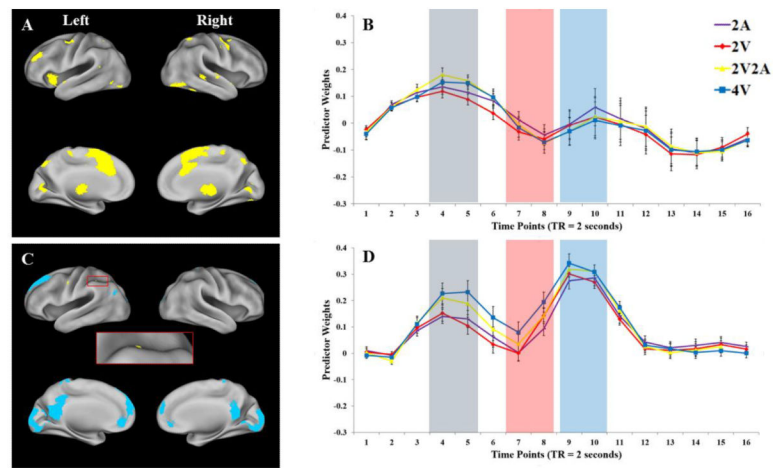 A
Left
Right
B
0.4
0.3
0.2
0.1
0
-0.1
-0.2
-0.3
Predictor Weights
1 2 3 4 5 6 7 8 9 10 11 12 13 14 15 16
Time Points (TR = 2 seconds)
2A
2V
2V2A
4V
C
D
0.4
0.3
0.2
0.1
0
-0.1
-0.2
-0.3
Predictor Weights
1 2 3 4 5 6 7 8 9 10 11 12 13 14 15 16
Time Points (TR = 2 seconds)